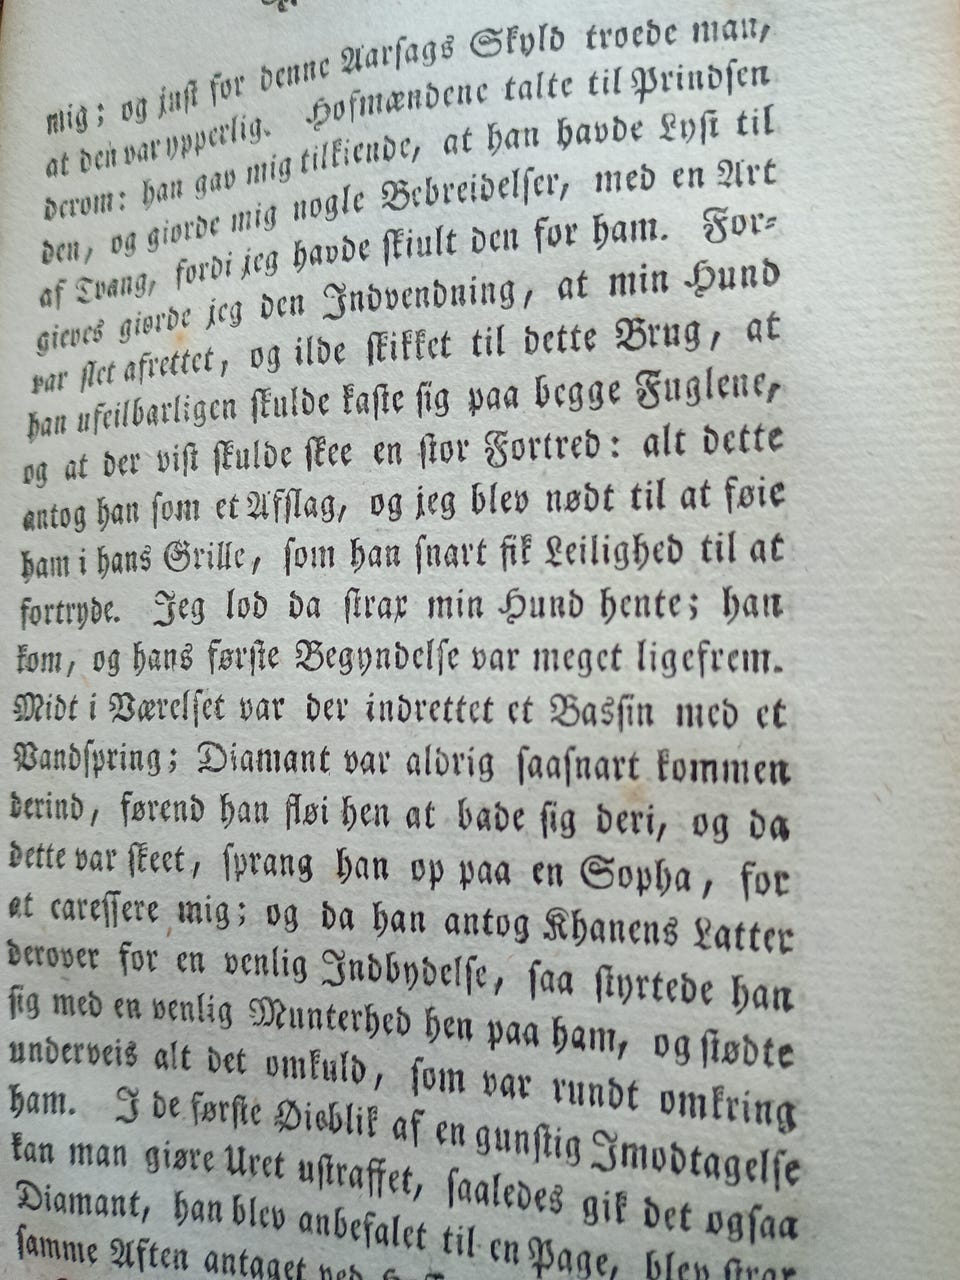 mig; og just for denne Aarsags Skyld troede man,
at den var ypperlig. Hofmændene talte til Prindsen
derom: han gav mig tilkiende, at han havde Lyst til
den, og giorde mig nogle Bebreidelser, med en Art
af Tvang, fordi jeg havde skiult den for ham. For-
gieves giørde jeg den Indvendning, at min Hund
var slet afrettet, og ilde skikket til dette Brug, at
han ufeilbarligen skulde kaste sig paa begge Fuglene,
og at der vist skulde skee en stor Fortred: alt dette
antog han som et Afslag, og jeg blev nødt til at føie
ham i hans Grille, som han snart fik Leilighed til at
fortryde. Jeg lod da strax min Hund hente; han
kom, og hans første Begyndelse var meget ligefrem.
Midt i Værelset var der indrettet et Bassin med et
Vandspring; Diamant var aldrig saasnart kommen
derind, førend han fløi hen at bade sig deri, og da
dette var skeet, sprang han op paa en Sopha, for
at caressere mig; og da han antog Khanens Latter
derover for en venlig Indbydelse, saa styrtede han
sig med en venlig Munterhed hen paa ham, og stødte
underveis alt det omkuld, som var rundt omkring
ham. I de første Øieblik af en gunstig Imodtagelse
kan man giøre Uret ustraffet, saaledes gik det ogsaa
Diamant, han blev anbefalet til en Page, blev strax
samme Aften antaget ved